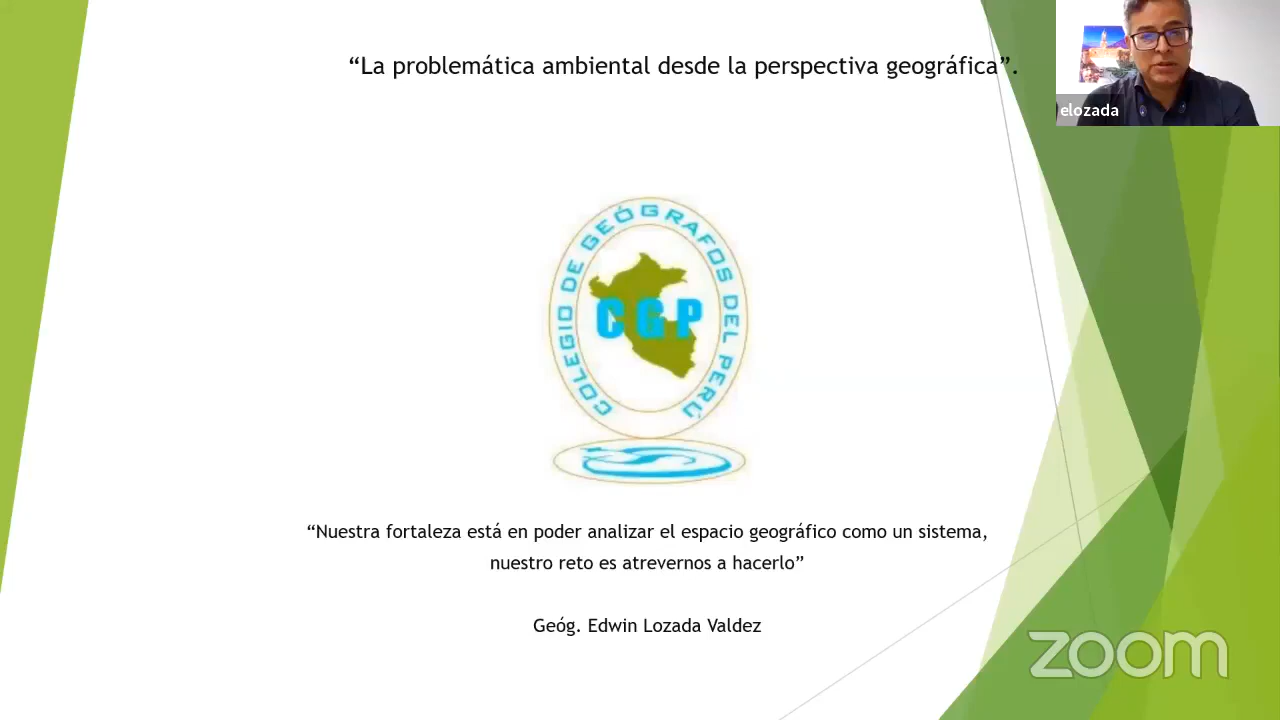 “La problemática ambiental desde la perspectiva geográfica”.
elozada
COLEGIO DE GEÓGRAFOS DEL PERÚ
CGP
“Nuestra fortaleza está en poder analizar el espacio geográfico como un sistema,
nuestro reto es atrevernos a hacerlo”
Geóg. Edwin Lozada Valdez
zoom